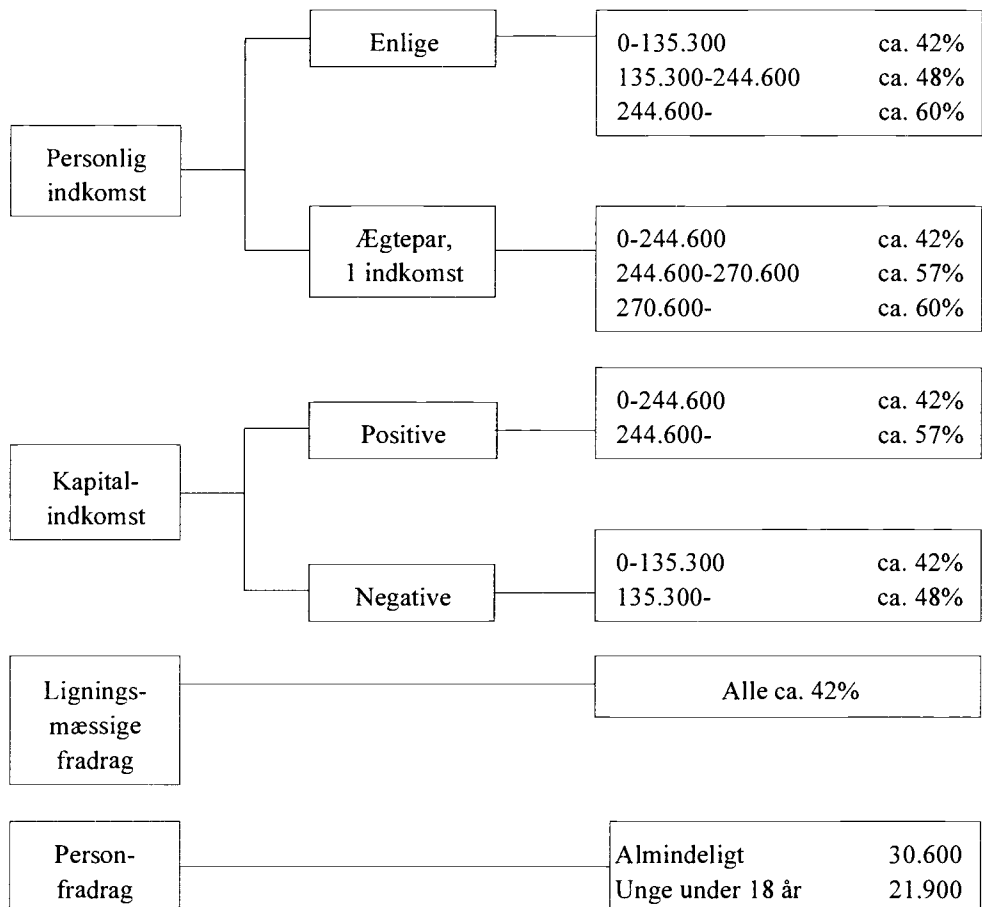 Personlig
indkomst
Enlige
0-135.300 ca. 42%
135.300-244.600 ca. 48%
244.600- ca. 60%
Ægtepar,
1 indkomst
0-244.600 ca. 42%
244.600-270.600 ca. 57%
270.600- ca. 60%
Kapital-
indkomst
Positive
0-244.600 ca. 42%
244.600- ca. 57%
Negative
0-135.300 ca. 42%
135.300- ca. 48%
Lignings-
mæssige
fradrag
Alle ca. 42%
Person-
fradrag
Almindeligt 30.600
Unge under 18 år 21.900